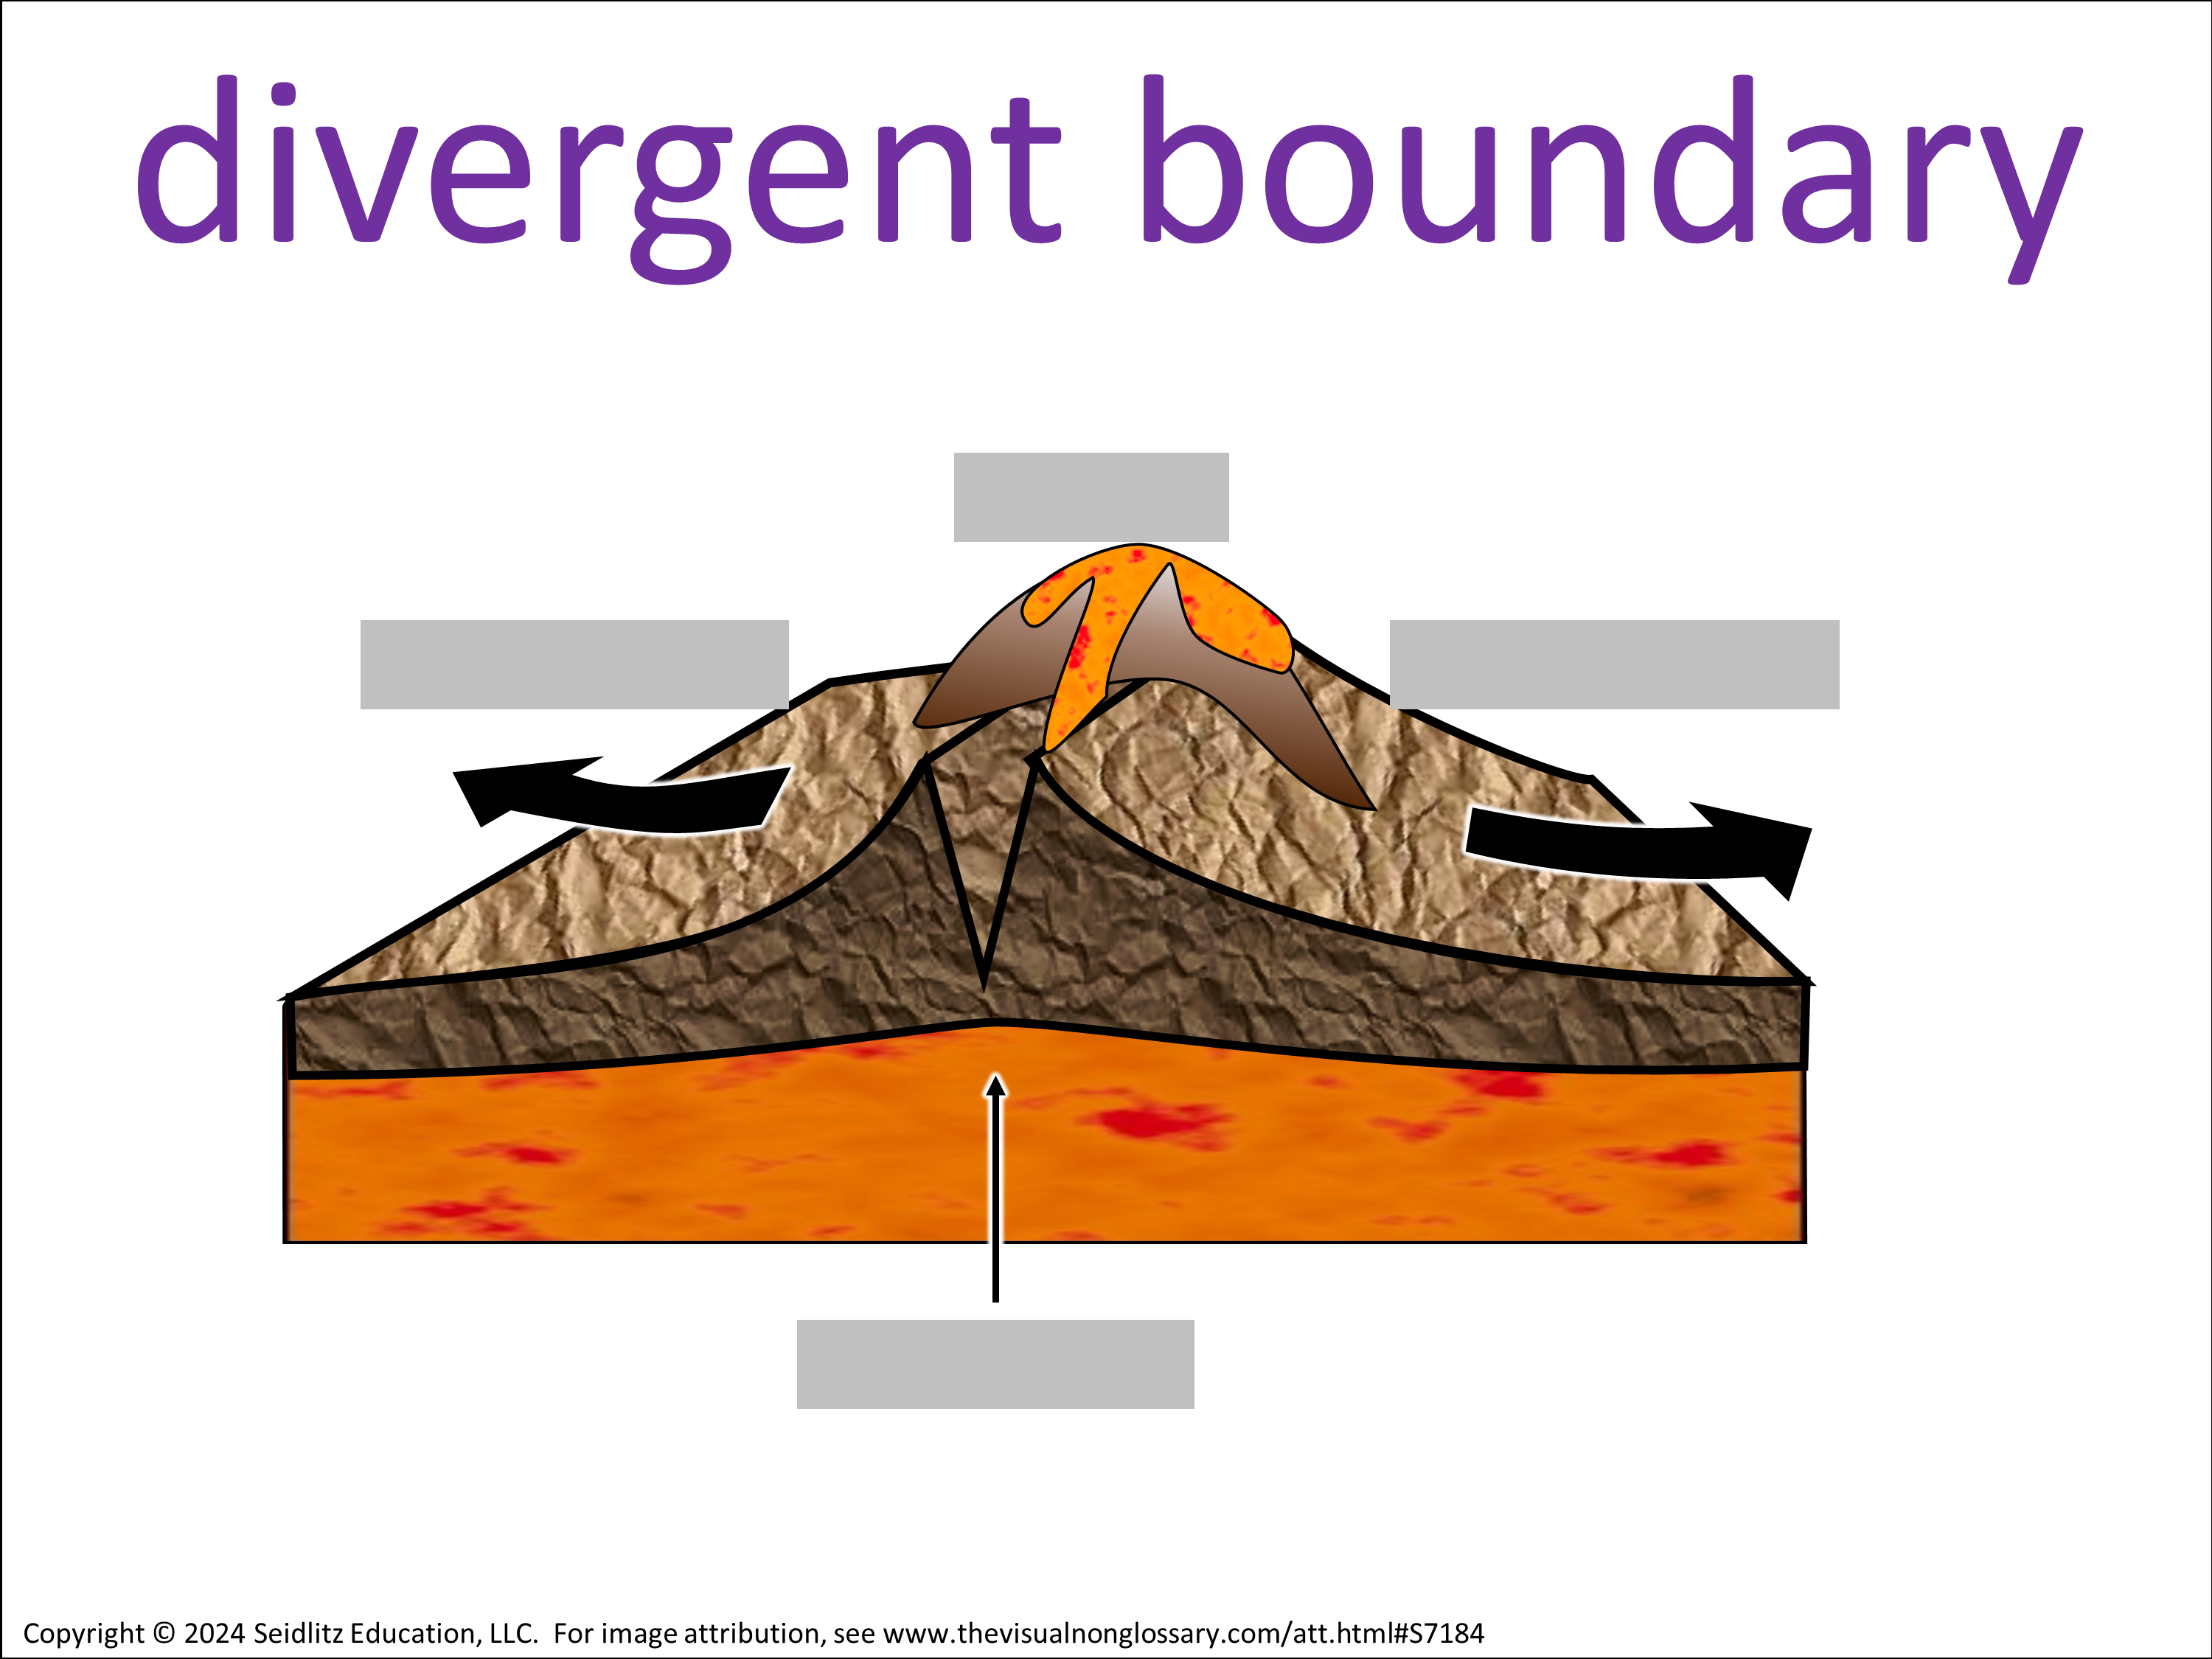 divergent boundary
Copyright © 2024 Seidlitz Education, LLC.  For image attribution, see www.thevisualnonglossary.com/att.html#S7184